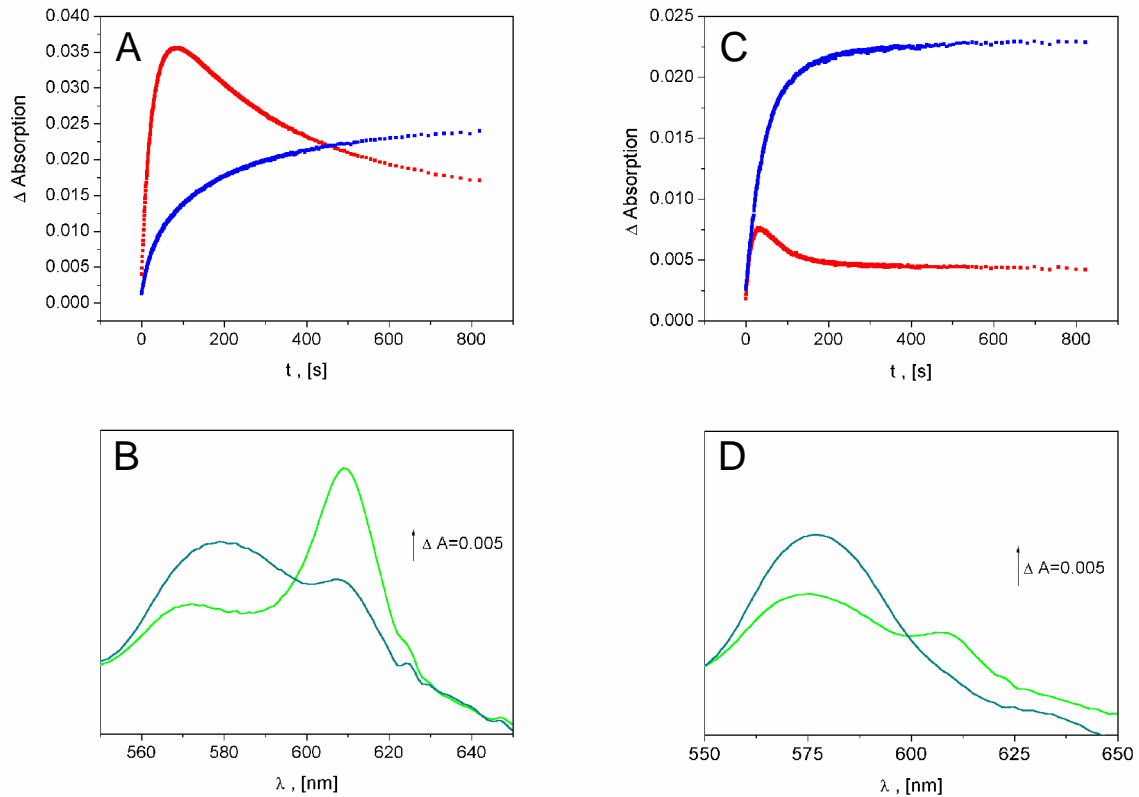 A
Δ Absorption
0.040
0.035
0.030
0.025
0.020
0.015
0.010
0.005
0.000
0 200 400 600 800
t , [s]
C
Δ Absorption
0.025
0.020
0.015
0.010
0.005
0.000
0 200 400 600 800
t , [s]
B
Δ A=0.005
560 580 600 620 640
λ , [nm]
D
Δ A=0.005
550 575 600 625 650
λ , [nm]